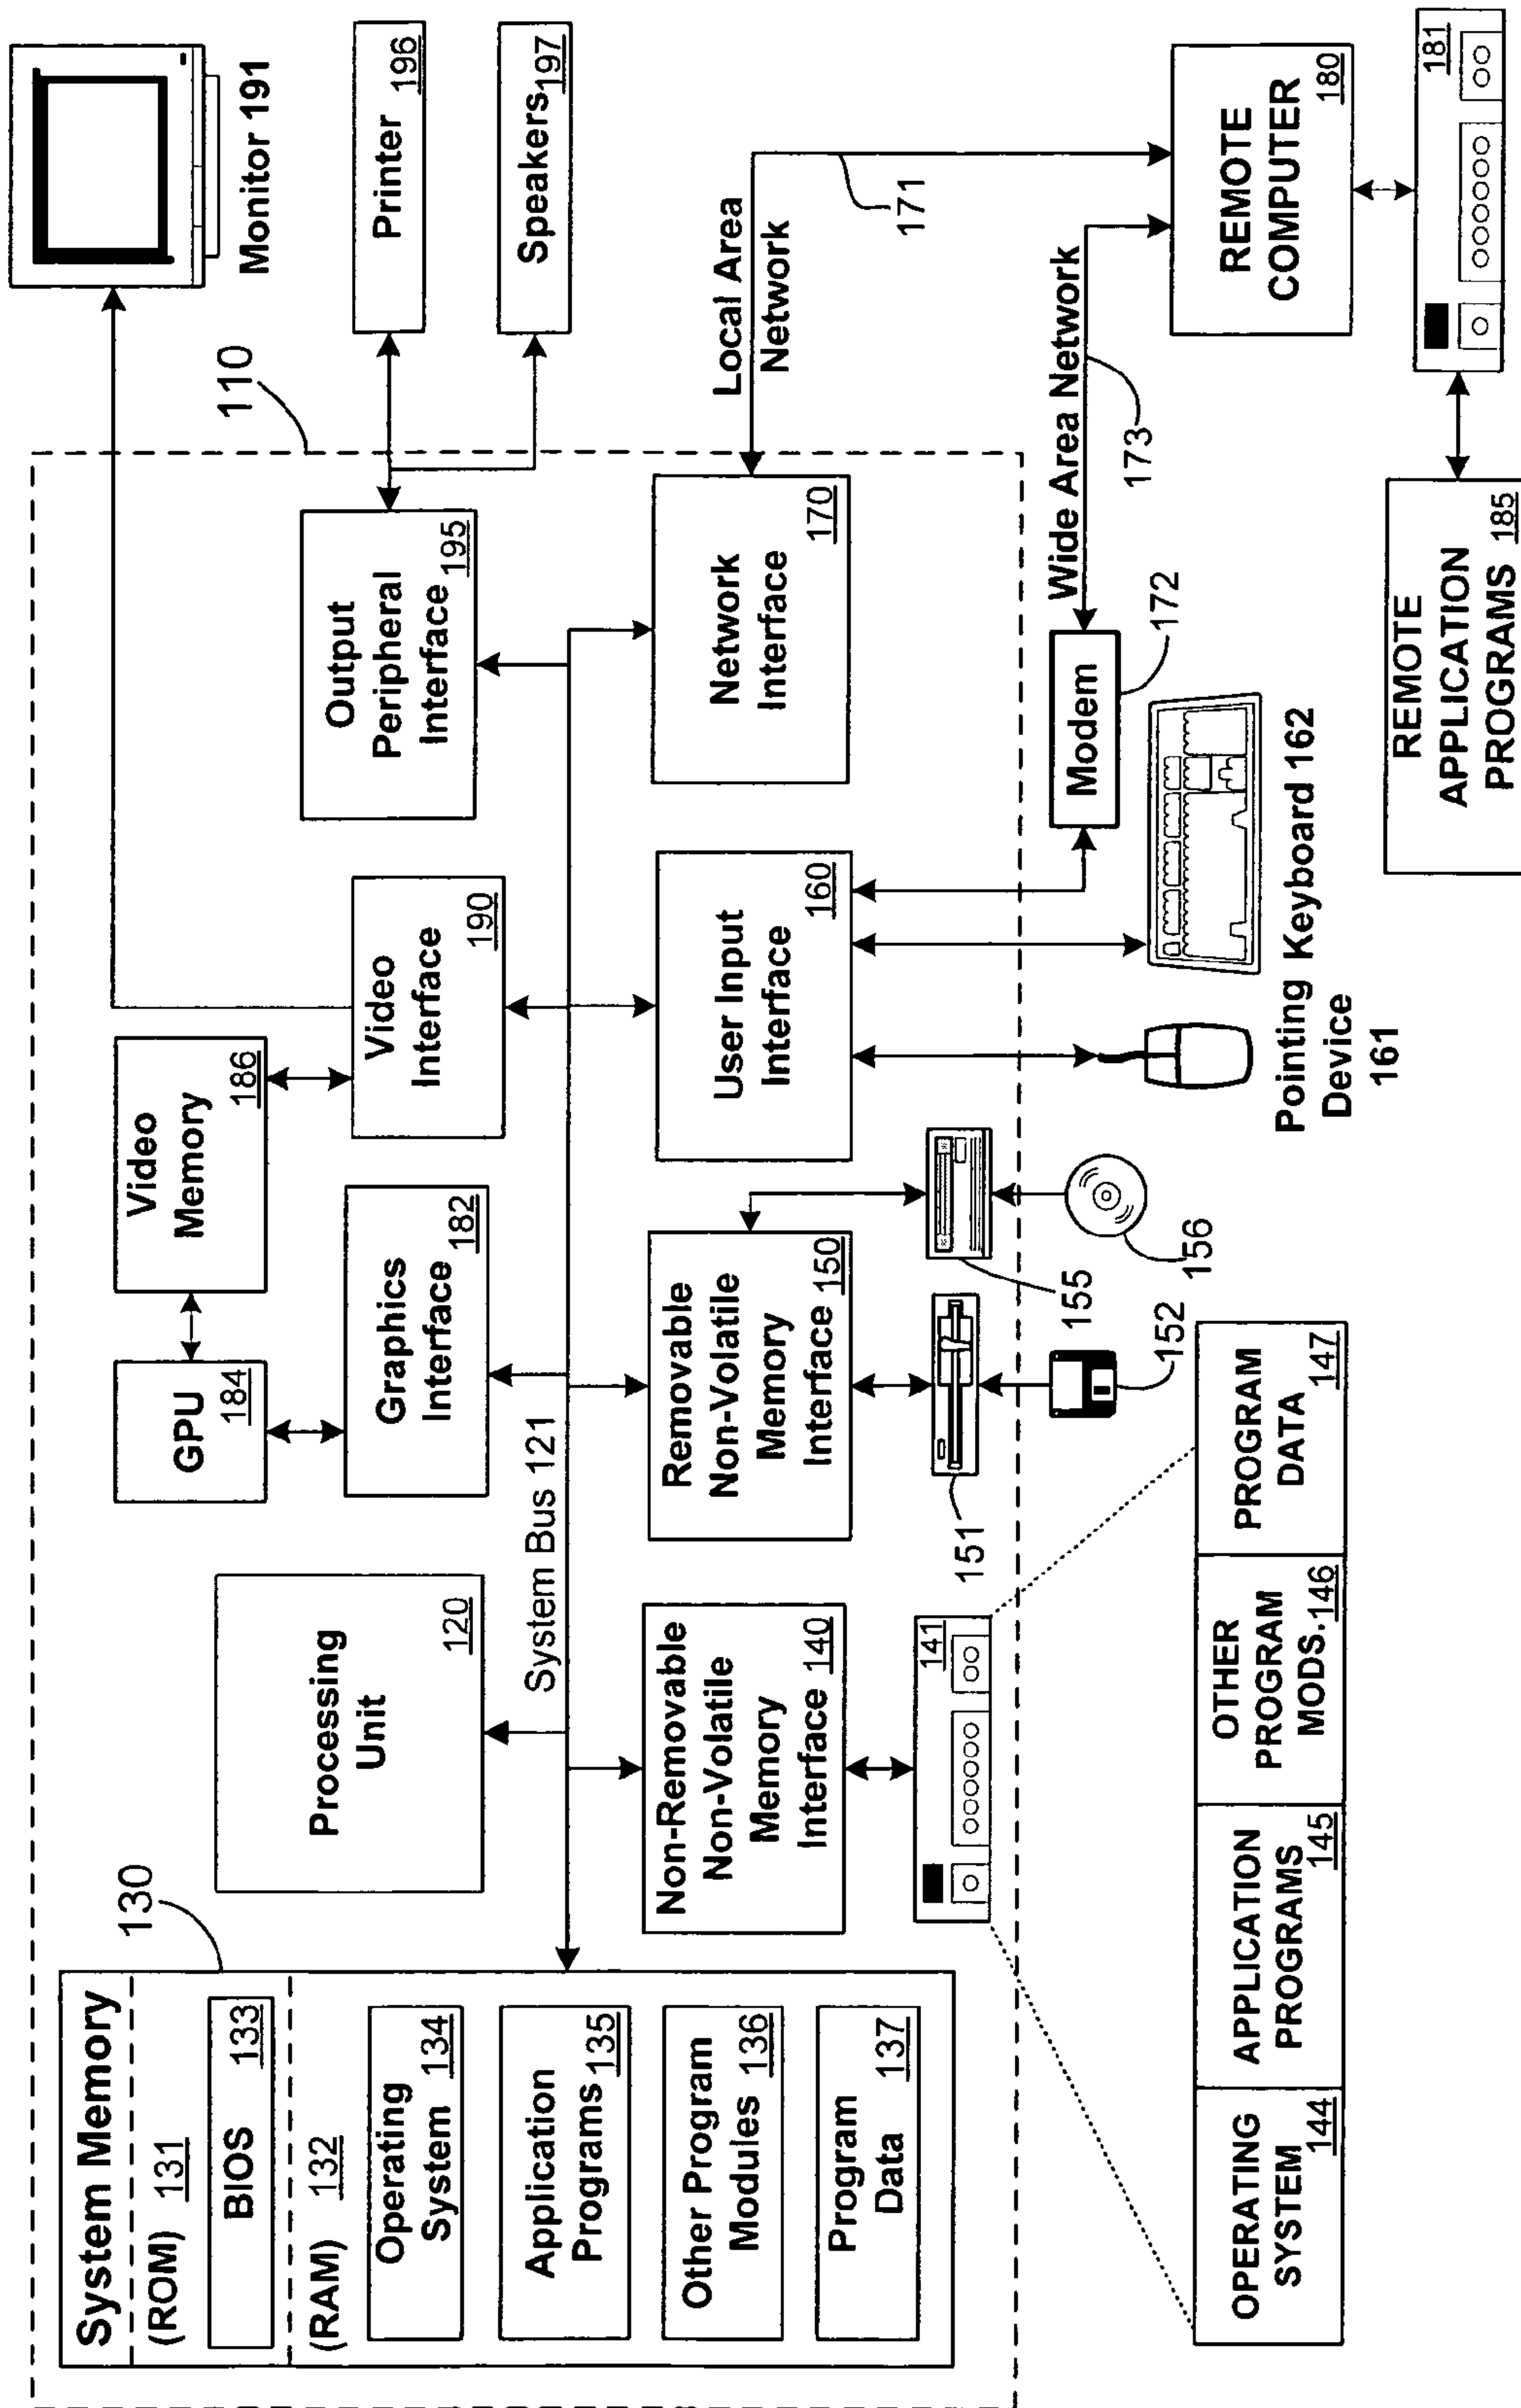 System Memory
(ROM) 131
BIOS 133
(RAM) 132
Operating
System 134
Application
Programs 135
Other Program
Modules 136
Program
Data 137
130
Processing
Unit
120
GPU
184
Video
Memory
186
Graphics
Interface
182
Video
Interface
190
Output
Peripheral
Interface 195
110
Monitor 191
Printer
196
Speakers 197
System Bus 121
Non-Removable
Non-Volatile
Memory
Interface 140
Removable
Non-Volatile
Memory
Interface 150
User Input
Interface
160
Network
Interface
170
Local Area
Network
171
141
151
155
152
156
Pointing
Device
161
Keyboard 162
Modem
172
Wide Area Network
173
REMOTE
COMPUTER
180
181
OPERATING
SYSTEM 144
APPLICATION
PROGRAMS 145
OTHER
PROGRAM
MODS. 146
PROGRAM
DATA 147
REMOTE
APPLICATION
PROGRAMS 185